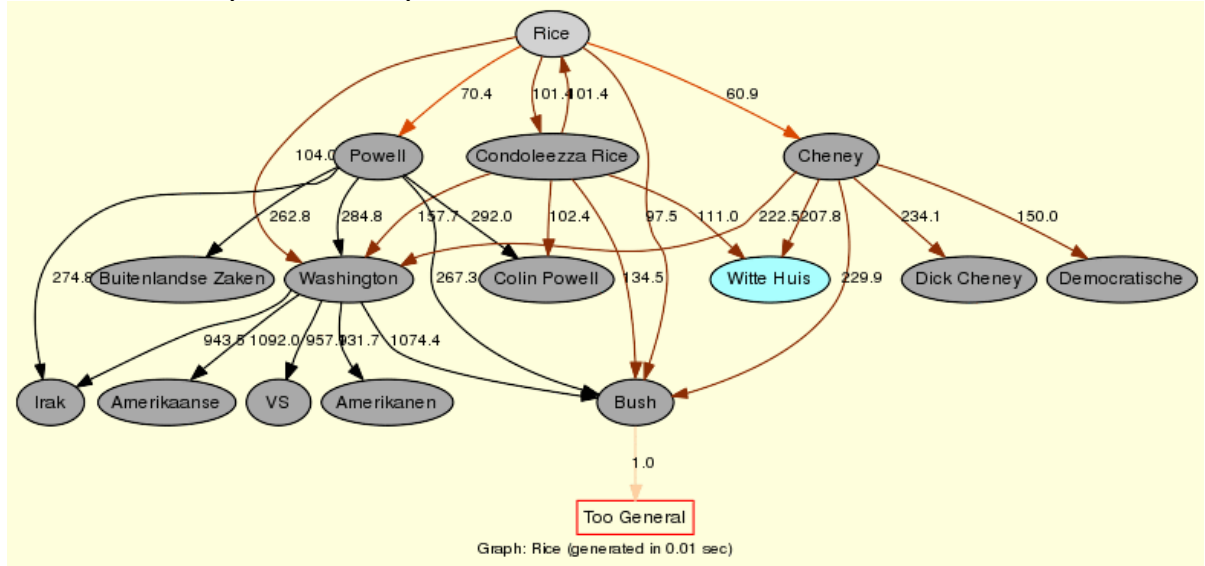 Rice
70.4
101.4
101.4
60.9
104.0
Powell
Condoleezza Rice
Cheney
262.8
284.8
157.7
292.0
102.4
97.5
111.0
222.5
207.8
234.1
150.0
274.8
Buitenlandse Zaken
Washington
267.3
Colin Powell
134.5
Witte Huis
229.9
Dick Cheney
Democratische
943.5
1092.0
957.
931.7
1074.4
Irak
Amerikaanse
VS
Amerikanen
Bush
1.0
Too General
Graph: Rice (generated in 0.01 sec)